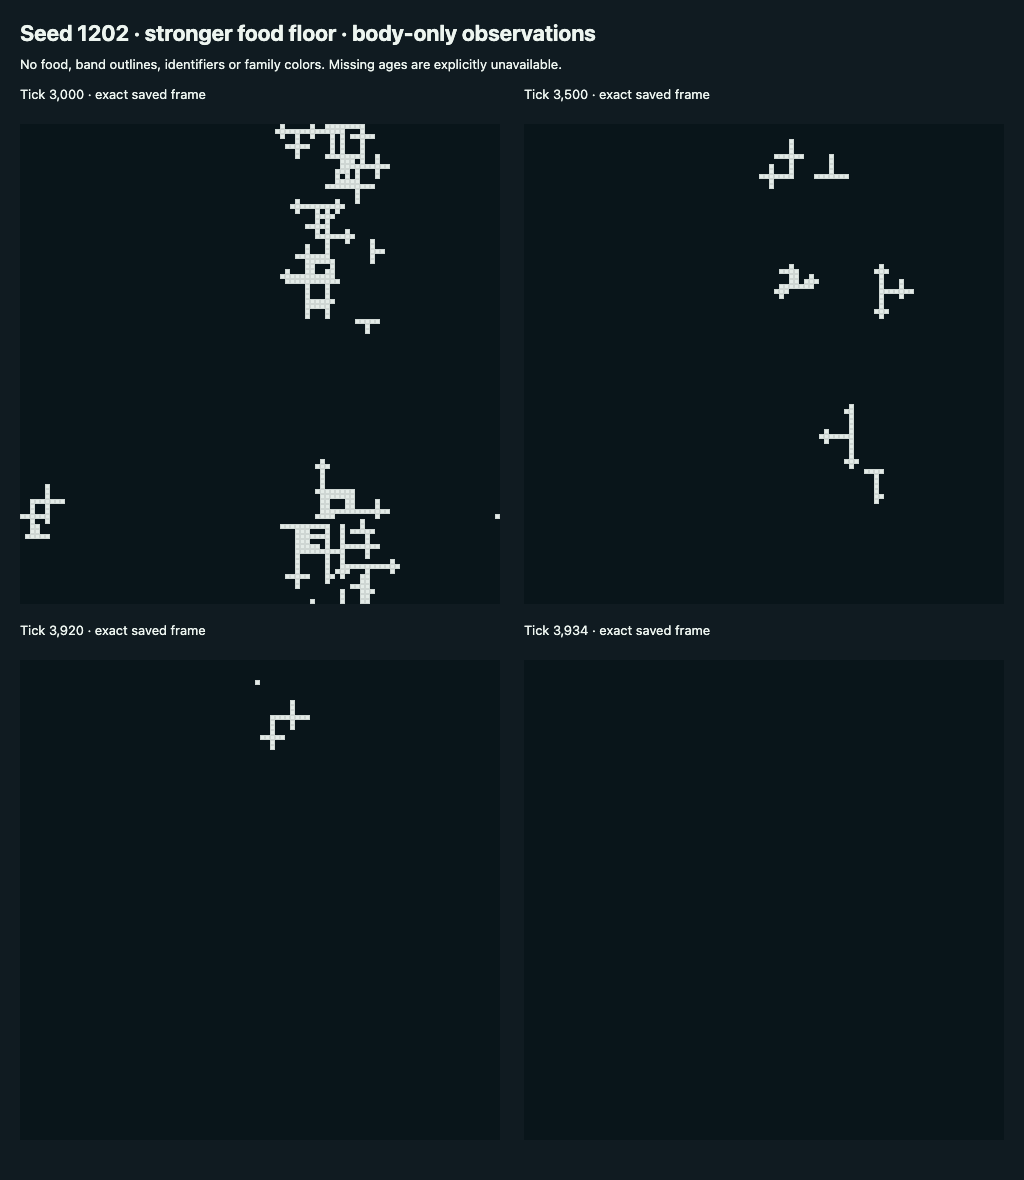 Seed 1202 · stronger food floor · body-only observations
No food, band outlines, identifiers or family colors. Missing ages are explicitly unavailable.
Tick 3,000 · exact saved frame
Tick 3,500 · exact saved frame
Tick 3,920 · exact saved frame
Tick 3,934 · exact saved frame